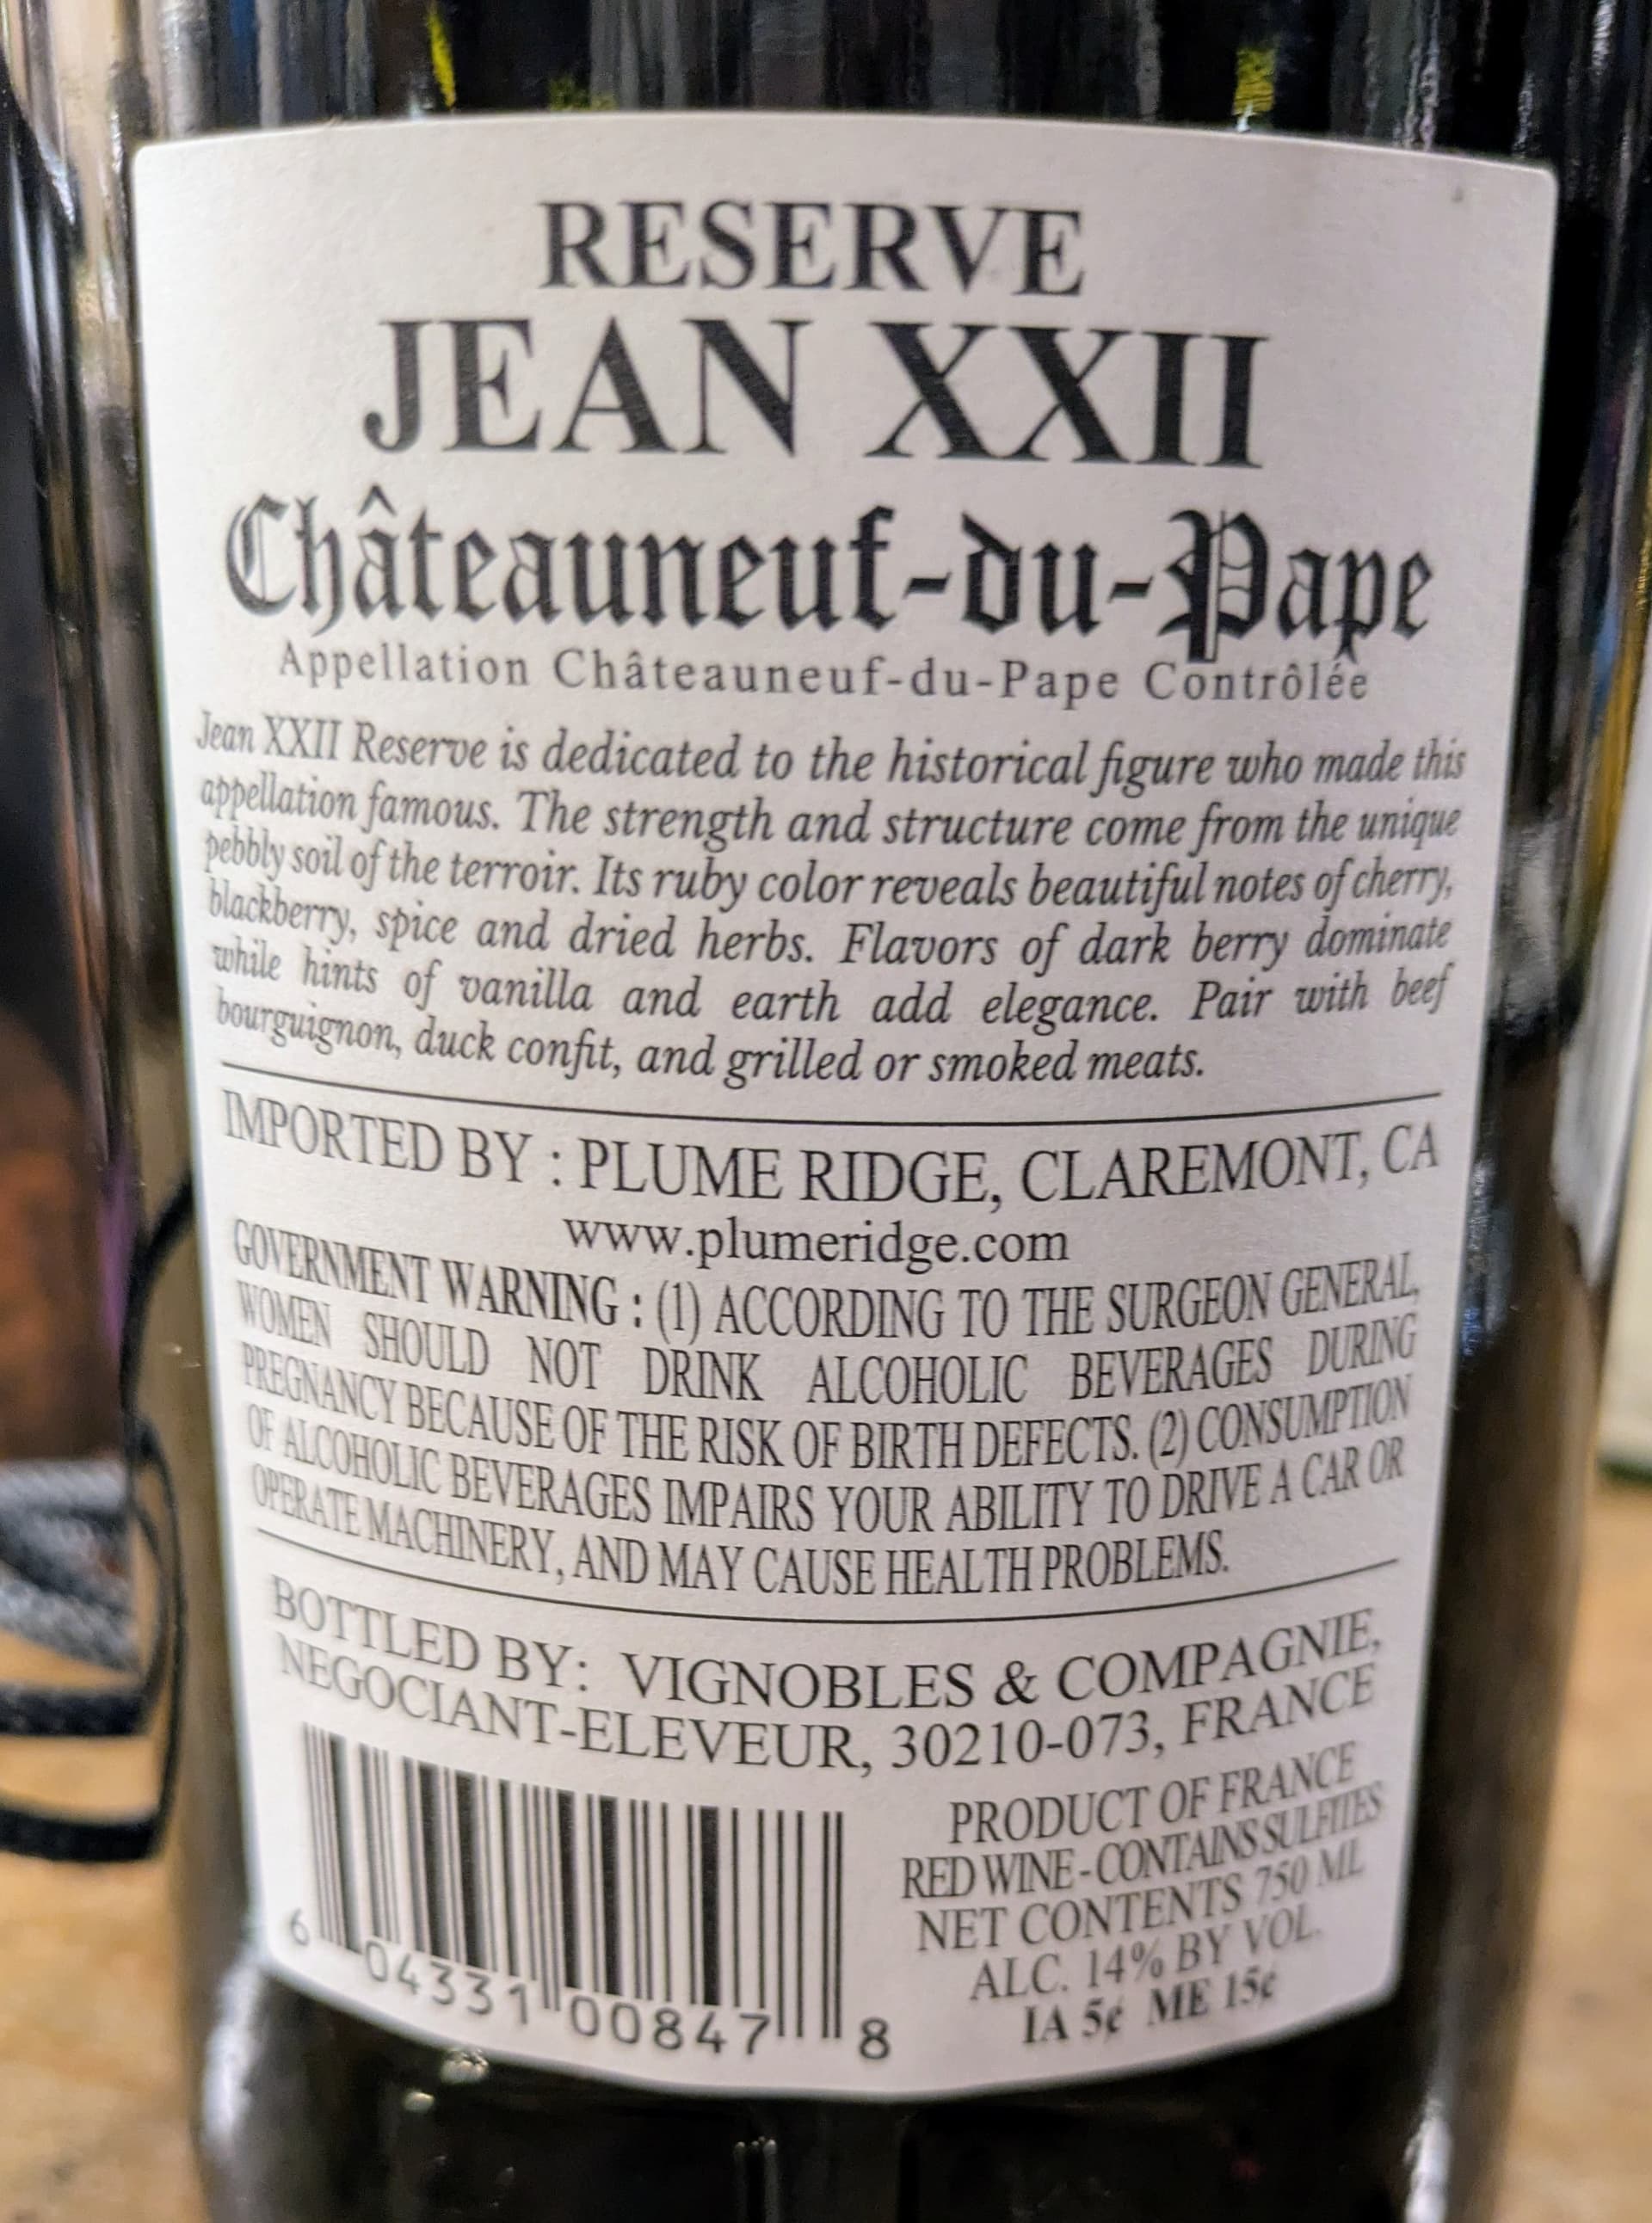 RESERVE
JEAN XXII
Châteauneuf-du-Pape
Appellation Châteauneuf-du-Pape Contrôlée
Jean XXII Reserve is dedicated to the historical figure who made this
appellation famous. The strength and structure come from the unique
pebbly soil of the terroir. Its ruby color reveals beautiful notes of cherry,
blackberry, spice and dried herbs. Flavors of dark berry dominate
while hints of vanilla and earth add elegance. Pair with beef
bourguignon, duck confit, and grilled or smoked meats.
IMPORTED BY : PLUME RIDGE, CLAREMONT, CA
www.plumeridge.com
GOVERNMENT WARNING : (1) ACCORDING TO THE SURGEON GENERAL,
WOMEN SHOULD NOT DRINK ALCOHOLIC BEVERAGES DURING
PREGNANCY BECAUSE OF THE RISK OF BIRTH DEFECTS. (2) CONSUMPTION
OF ALCOHOLIC BEVERAGES IMPAIRS YOUR ABILITY TO DRIVE A CAR OR
OPERATE MACHINERY, AND MAY CAUSE HEALTH PROBLEMS.
BOTTLED BY: VIGNOBLES & COMPAGNIE,
NEGOCIANT-ELEVEUR, 30210-073, FRANCE
PRODUCT OF FRANCE
RED WINE - CONTAINS SULFITES
NET CONTENTS 750 ML
ALC. 14% BY VOL.
IA 5¢ ME 15¢
6 04331 00847 8